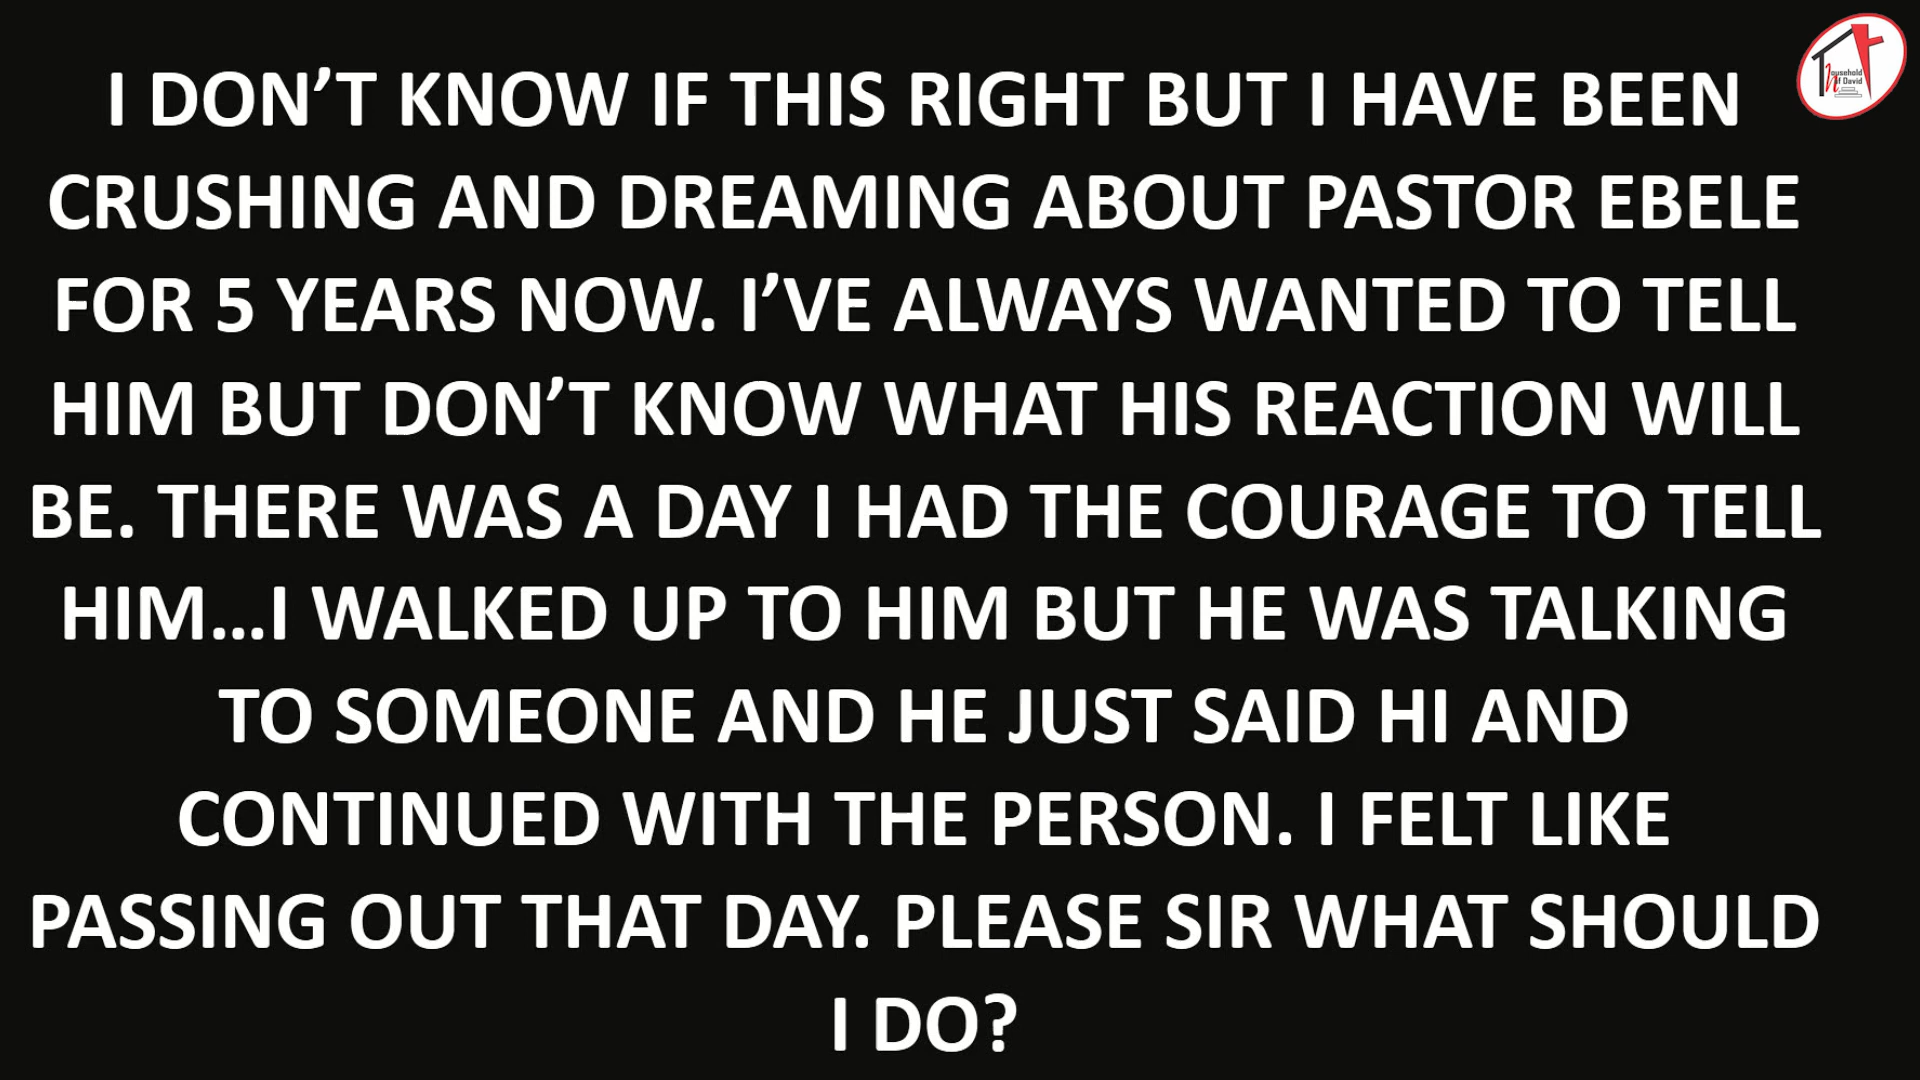 I DON’T KNOW IF THIS RIGHT BUT I HAVE BEEN
CRUSHING AND DREAMING ABOUT PASTOR EBELE
FOR 5 YEARS NOW. I’VE ALWAYS WANTED TO TELL
HIM BUT DON’T KNOW WHAT HIS REACTION WILL
BE. THERE WAS A DAY I HAD THE COURAGE TO TELL
HIM…I WALKED UP TO HIM BUT HE WAS TALKING
TO SOMEONE AND HE JUST SAID HI AND
CONTINUED WITH THE PERSON. I FELT LIKE
PASSING OUT THAT DAY. PLEASE SIR WHAT SHOULD
I DO?
Household
of David